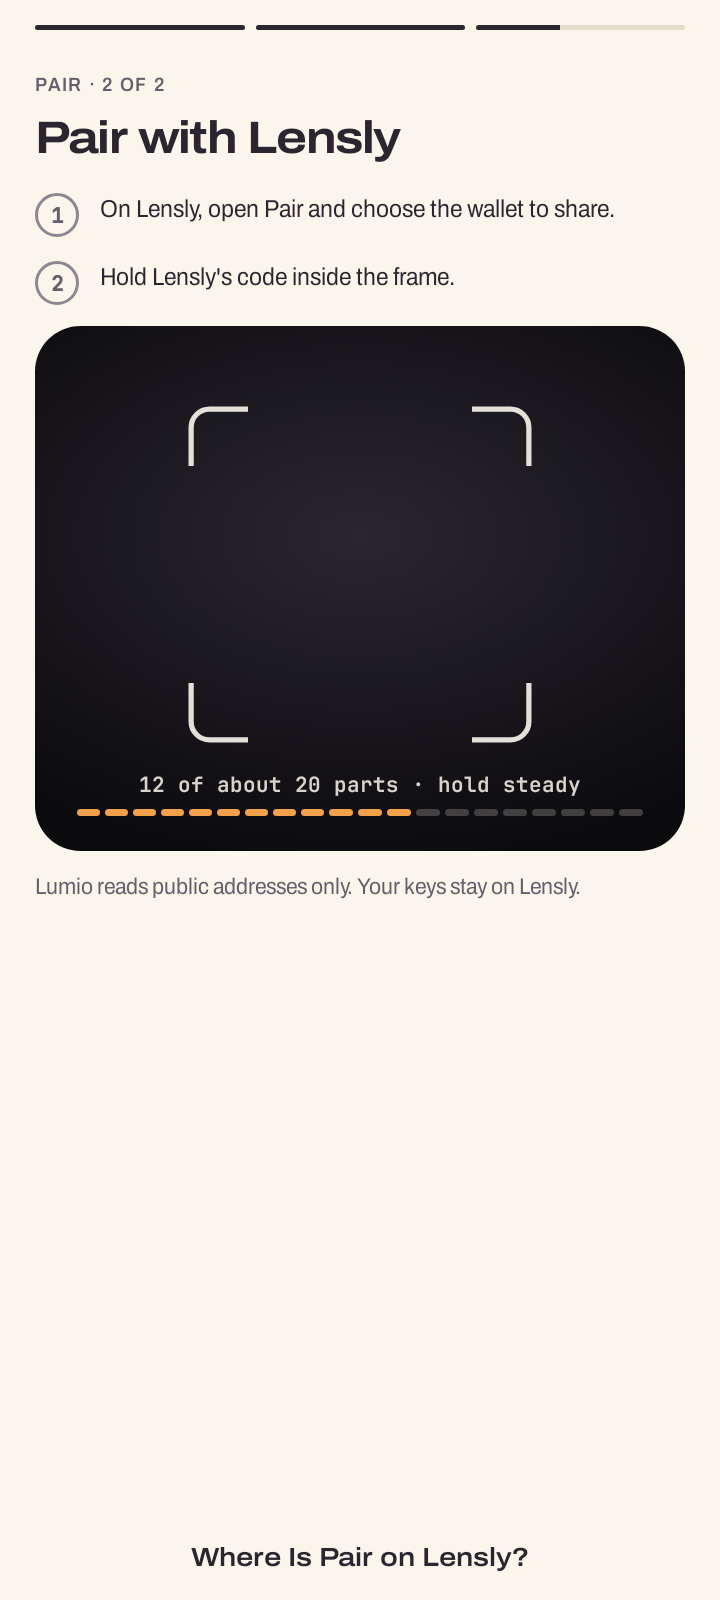 PAIR · 2 OF 2
Pair with Lensly
1 On Lensly, open Pair and choose the wallet to share.
2 Hold Lensly's code inside the frame.
12 of about 20 parts · hold steady
Lumio reads public addresses only. Your keys stay on Lensly.
Where Is Pair on Lensly?